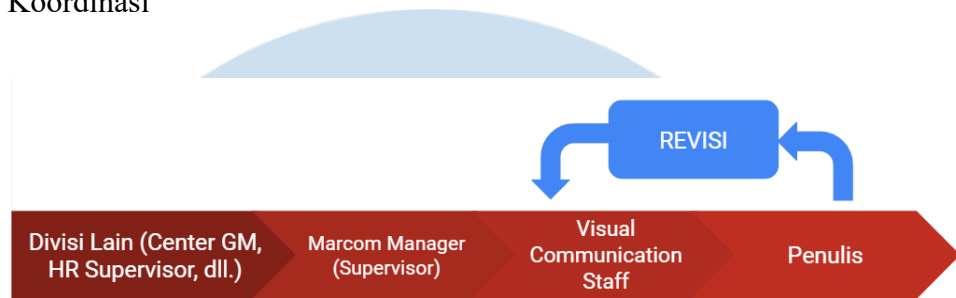 Koordinasi
REVISI
Divisi Lain (Center GM,
HR Supervisor, dll.)
Marcom Manager
(Supervisor)
Visual
Communication
Staff
Penulis